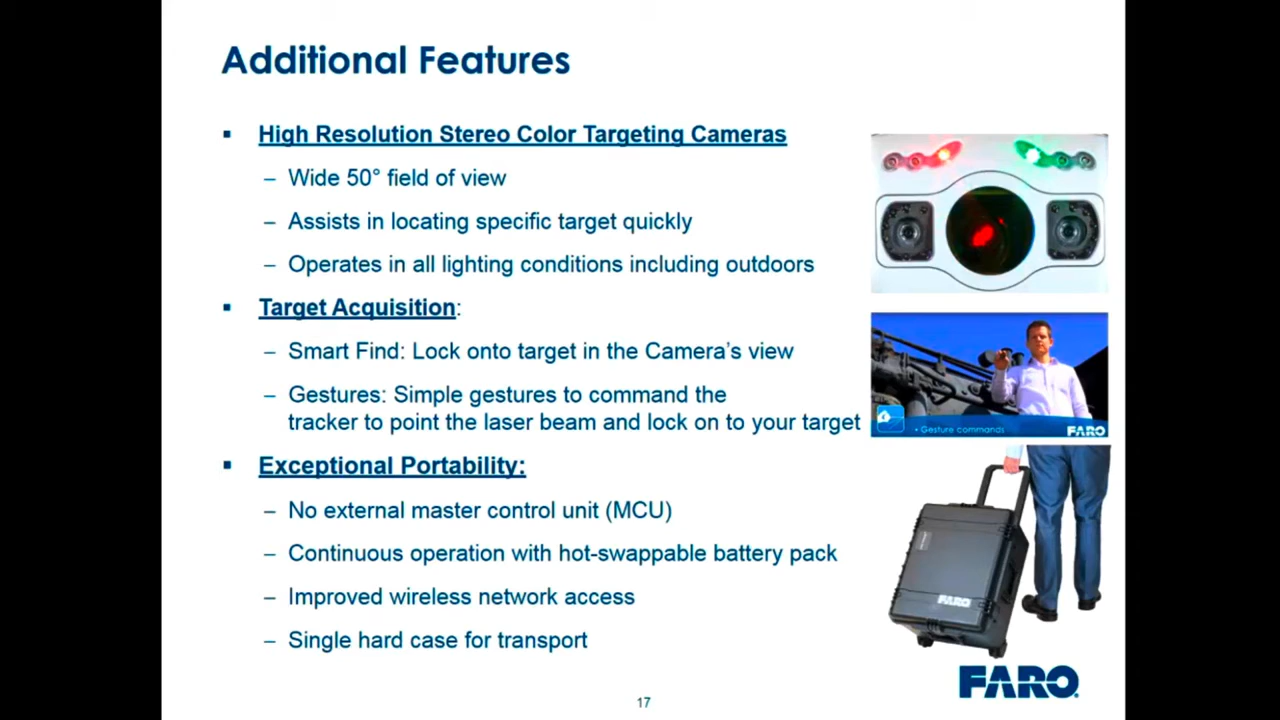 Additional Features
▪ High Resolution Stereo Color Targeting Cameras
– Wide 50° field of view
– Assists in locating specific target quickly
– Operates in all lighting conditions including outdoors
▪ Target Acquisition:
– Smart Find: Lock onto target in the Camera's view
– Gestures: Simple gestures to command the
tracker to point the laser beam and lock on to your target
• Gesture commands
FARO
▪ Exceptional Portability:
– No external master control unit (MCU)
– Continuous operation with hot-swappable battery pack
– Improved wireless network access
– Single hard case for transport
FARO
FARO
17